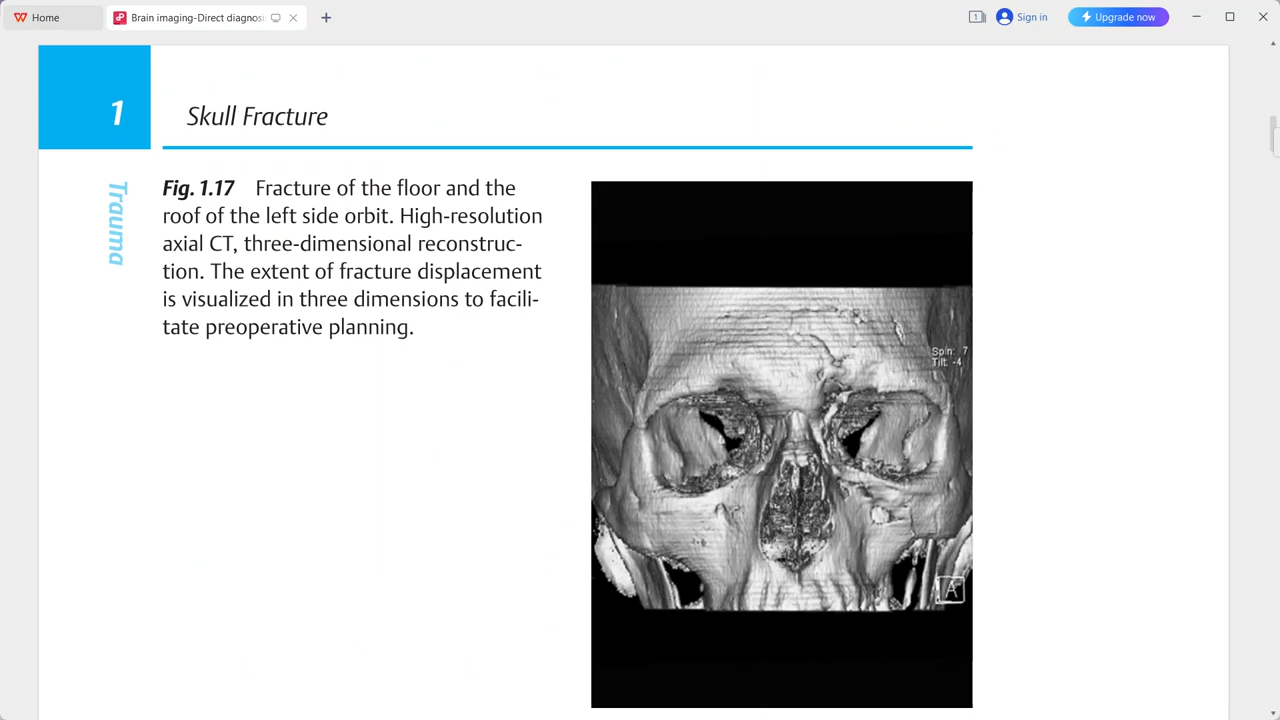 Home
Brain imaging-Direct diagnosi
1
Sign in
Upgrade now
1
Skull Fracture
Trauma
Fig. 1.17 Fracture of the floor and the
roof of the left side orbit. High-resolution
axial CT, three-dimensional reconstruc-
tion. The extent of fracture displacement
is visualized in three dimensions to facili-
tate preoperative planning.
Spin: 7
Tilt: -4
A